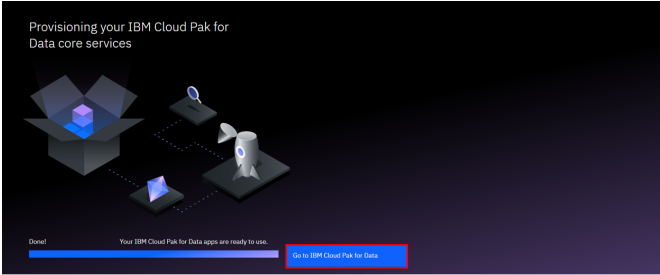 Provisioning your IBM Cloud Pak for
Data core services
Done! Your IBM Cloud Pak for Data apps are ready to use.
Go to IBM Cloud Pak for Data